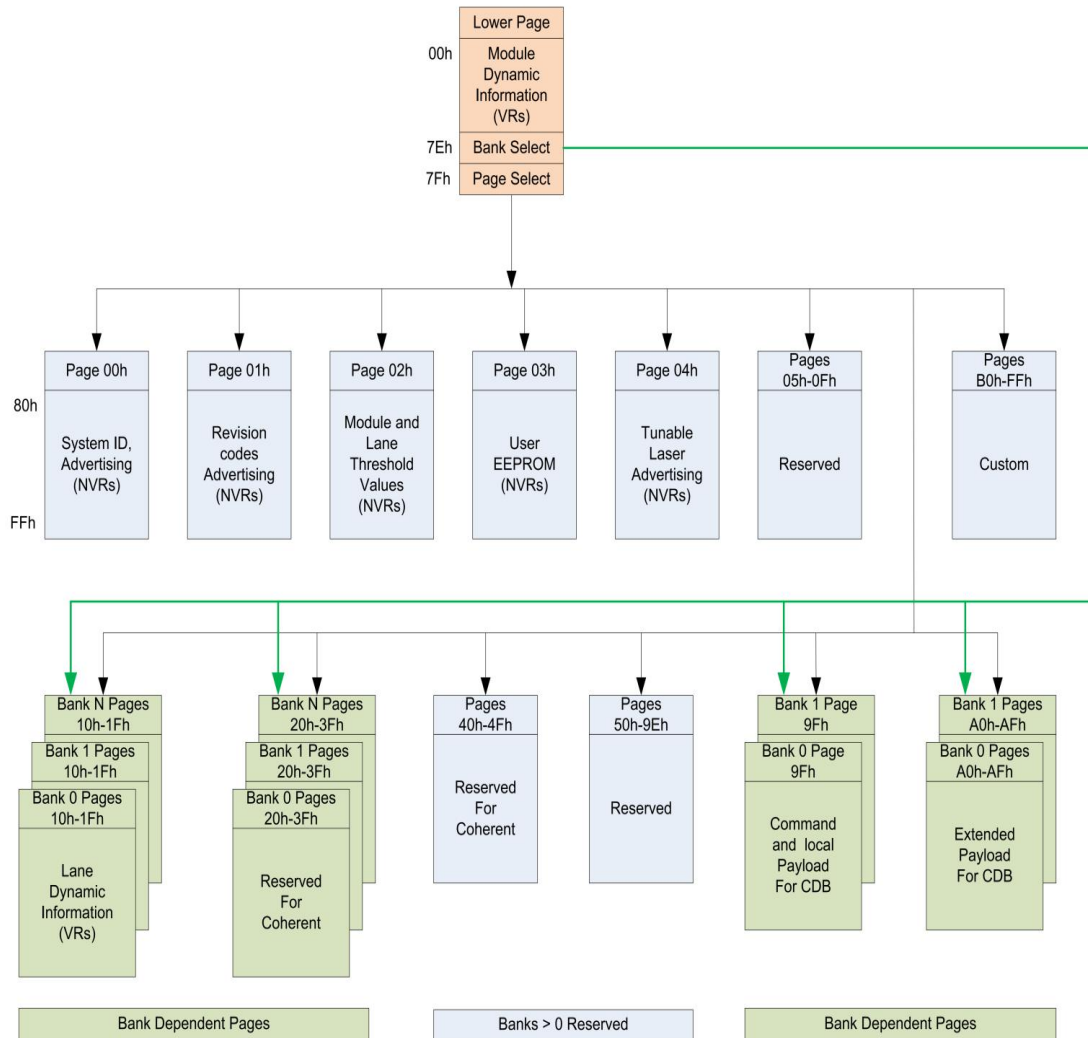 Lower Page
00h
Module
Dynamic
Information
(VRs)
7Eh
Bank Select
7Fh
Page Select
Page 00h
80h
System ID,
Advertising
(NVRs)
FFh
Page 01h
Revision
codes
Advertising
(NVRs)
Page 02h
Module and
Lane
Threshold
Values
(NVRs)
Page 03h
User
EEPROM
(NVRs)
Page 04h
Tunable
Laser
Advertising
(NVRs)
Pages
05h-0Fh
Reserved
Pages
B0h-FFh
Custom
Bank N Pages
10h-1Fh
Bank 1 Pages
10h-1Fh
Bank 0 Pages
10h-1Fh
Lane
Dynamic
Information
(VRs)
Bank N Pages
20h-3Fh
Bank 1 Pages
20h-3Fh
Bank 0 Pages
20h-3Fh
Reserved
For
Coherent
Pages
40h-4Fh
Reserved
For
Coherent
Pages
50h-9Eh
Reserved
Bank 1 Page
9Fh
Bank 0 Page
9Fh
Command
and local
Payload
For CDB
Bank 1 Pages
A0h-AFh
Bank 0 Pages
A0h-AFh
Extended
Payload
For CDB
Bank Dependent Pages
Banks > 0 Reserved
Bank Dependent Pages